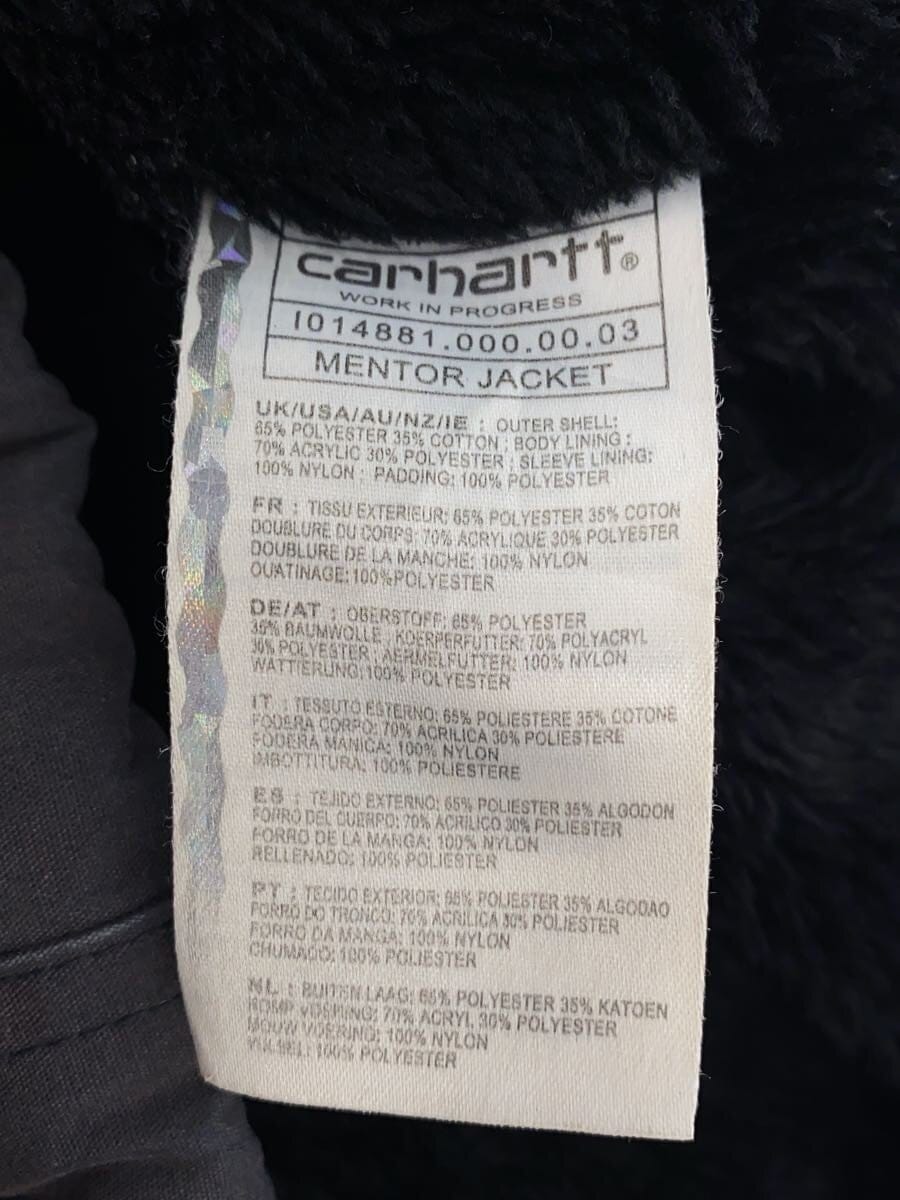 carhartt®
WORK IN PROGRESS
I014881.000.00.03
MENTOR JACKET
UK/USA/AU/NZ/IE : OUTER SHELL:
65% POLYESTER 35% COTTON ; BODY LINING :
70% ACRYLIC 30% POLYESTER ; SLEEVE LINING:
100% NYLON ; PADDING: 100% POLYESTER
FR : TISSU EXTERIEUR: 65% POLYESTER 35% COTON
DOUBLURE DU CORPS: 70% ACRYLIQUE 30% POLYESTER
DOUBLURE DE LA MANCHE: 100% NYLON
OUATINAGE: 100%POLYESTER
DE/AT : OBERSTOFF: 65% POLYESTER
35% BAUMWOLLE ; KOERPERFUTTER: 70% POLYACRYL
30% POLYESTER ; AERMELFUTTER: 100% NYLON
WATTIERUNG: 100% POLYESTER
IT : TESSUTO ESTERNO: 65% POLIESTERE 35% COTONE
FODERA CORPO: 70% ACRILICA 30% POLIESTERE
FODERA MANICA: 100% NYLON
IMBOTTITURA: 100% POLIESTERE
ES : TEJIDO EXTERNO: 65% POLIESTER 35% ALGODON
FORRO DEL CUERPO: 70% ACRILICO 30% POLIESTER
FORRO DE LA MANGA: 100% NYLON
RELLENADO: 100% POLIESTER
PT : TECIDO EXTERIOR: 65% POLIESTER 35% ALGODAO
FORRO DO TRONCO: 70% ACRILICA 30% POLIESTER
FORRO DA MANGA: 100% NYLON
CHUMACO: 100% POLYESTER
NL : BUITEN LAAG: 65% POLYESTER 35% KATOEN
ROMP VOERING: 70% ACRYL 30% POLYESTER
MOUW VOERING: 100% NYLON
VULSEL: 100% POLYESTER